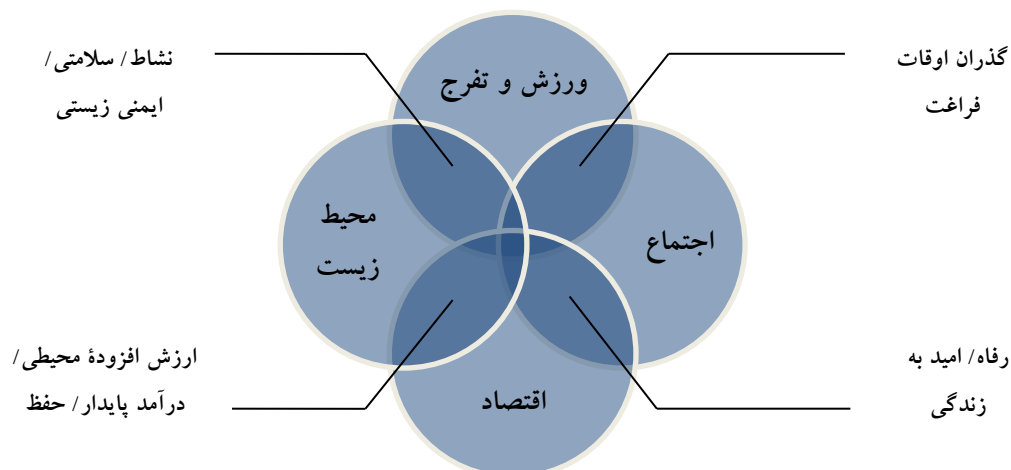 گذران اوقات
فراغت
ورزش و تفرج
نشاط/ سلامتی/
ایمنی زیستی
اجتماع
محیط
زیست
رفاه/ امید به
زندگی
اقتصاد
ارزش افزودۀ محیطی/
درآمد پایدار/ حفظ